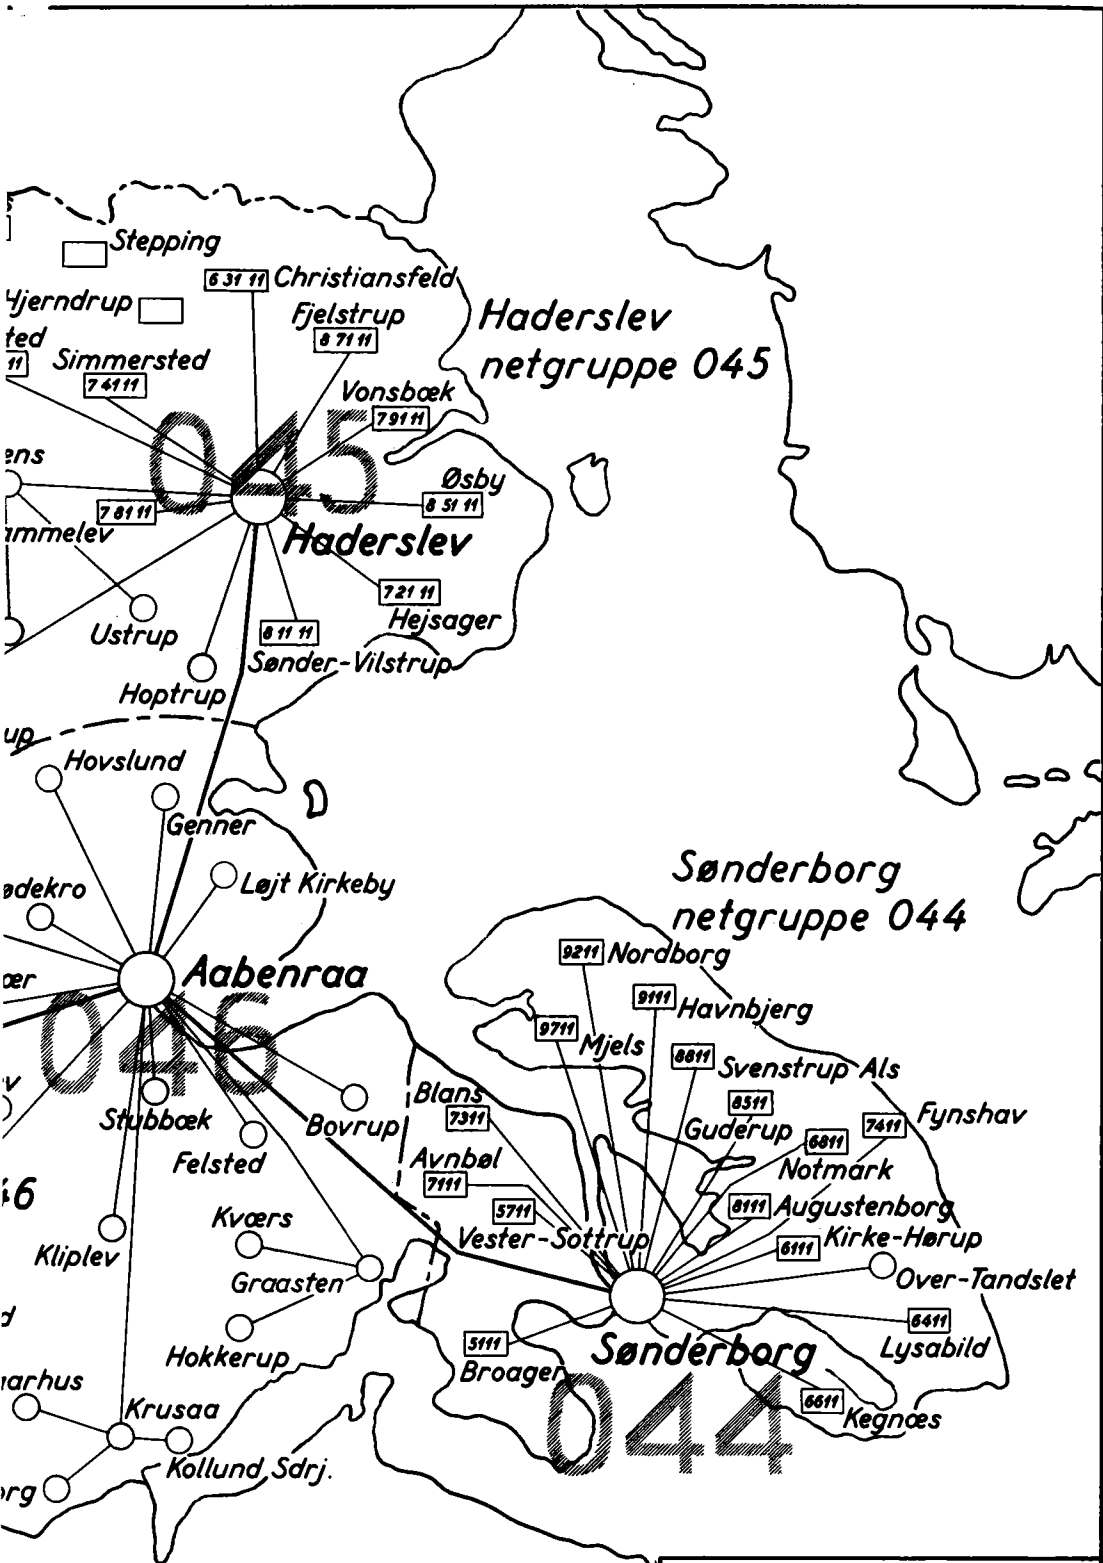 Stepping
6 31 11 Christiansfeld
Hjerndrup
Fjelstrup
8 71 11
Haderslev
netgruppe 045
Simmersted
7 41 11
11
Vonsbæk
7 91 11
045
Øsby
8 51 11
7 81 11
Haderslev
7 21 11
Hejsager
Ustrup
8 11 11
Sønder-Vilstrup
Hoptrup
Hovslund
Genner
Løjt Kirkeby
Aabenraa
046
Sønderborg
netgruppe 044
9211 Nordborg
9111 Havnbjerg
9711 Mjels
8811 Svenstrup Als
Blans
7311
8311
Guderup
7411 Fynshav
6811
Notmark
Stubbæk
Bovrup
Felsted
Avnbøl
7111
5711
Vester-Sottrup
8111 Augustenborg
6111 Kirke-Hørup
Kliplev
Kværs
Graasten
Over-Tandslet
Hokkerup
5111
Broager
Sønderborg
6411
Lysabild
6611 Kegnæs
044
Krusaa
Kollund Sdrj.